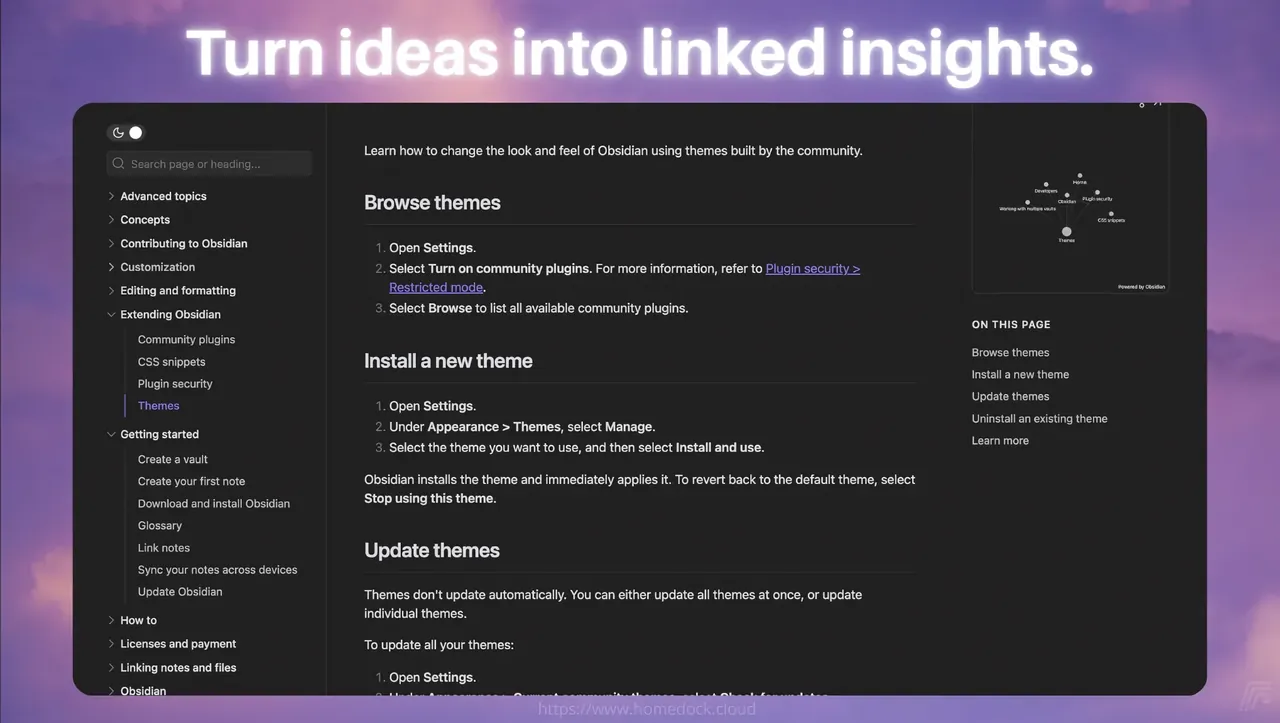 Turn ideas into linked insights.
Search page or heading...
Advanced topics
Concepts
Contributing to Obsidian
Customization
Editing and formatting
Extending Obsidian
Community plugins
CSS snippets
Plugin security
Themes
Getting started
Create a vault
Create your first note
Download and install Obsidian
Glossary
Link notes
Sync your notes across devices
Update Obsidian
How to
Licenses and payment
Linking notes and files
Obsidian
Learn how to change the look and feel of Obsidian using themes built by the community.
Browse themes
1. Open Settings.
2. Select Turn on community plugins. For more information, refer to Plugin security >
Restricted mode.
3. Select Browse to list all available community plugins.
Install a new theme
1. Open Settings.
2. Under Appearance > Themes, select Manage.
3. Select the theme you want to use, and then select Install and use.
Obsidian installs the theme and immediately applies it. To revert back to the default theme, select
Stop using this theme.
Update themes
Themes don't update automatically. You can either update all themes at once, or update
individual themes.
To update all your themes:
1. Open Settings.
2. Under Appearance > Current community themes, select Check for updates.
Home
Developers
Obsidian
Plugin security
Working with multiple vaults
CSS snippets
Themes
Powered by Obsidian
ON THIS PAGE
Browse themes
Install a new theme
Update themes
Uninstall an existing theme
Learn more
https://www.homedock.cloud